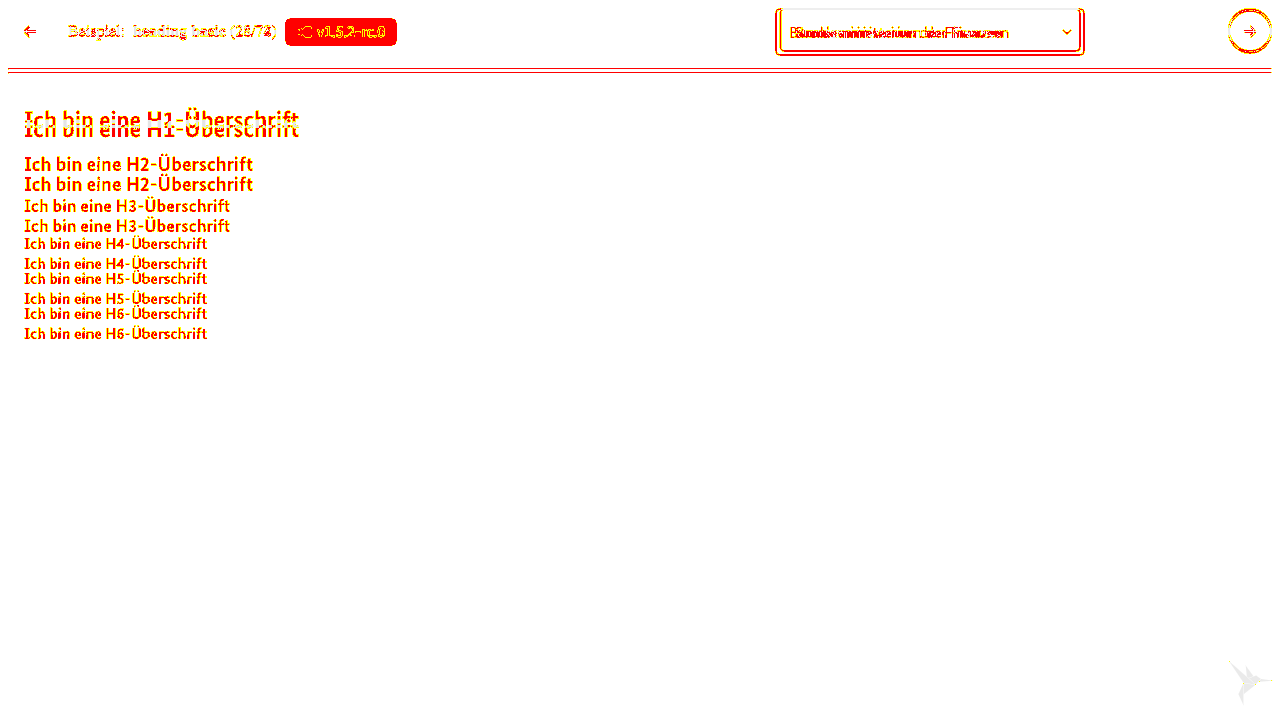 Beispiel: heading basic v1.5.2-rc.0
Ich bin eine H1-Überschrift
Ich bin eine H1-Überschrift
Ich bin eine H2-Überschrift
Ich bin eine H2-Überschrift
Ich bin eine H3-Überschrift
Ich bin eine H3-Überschrift
Ich bin eine H4-Überschrift
Ich bin eine H4-Überschrift
Ich bin eine H5-Überschrift
Ich bin eine H5-Überschrift
Ich bin eine H6-Überschrift
Ich bin eine H6-Überschrift